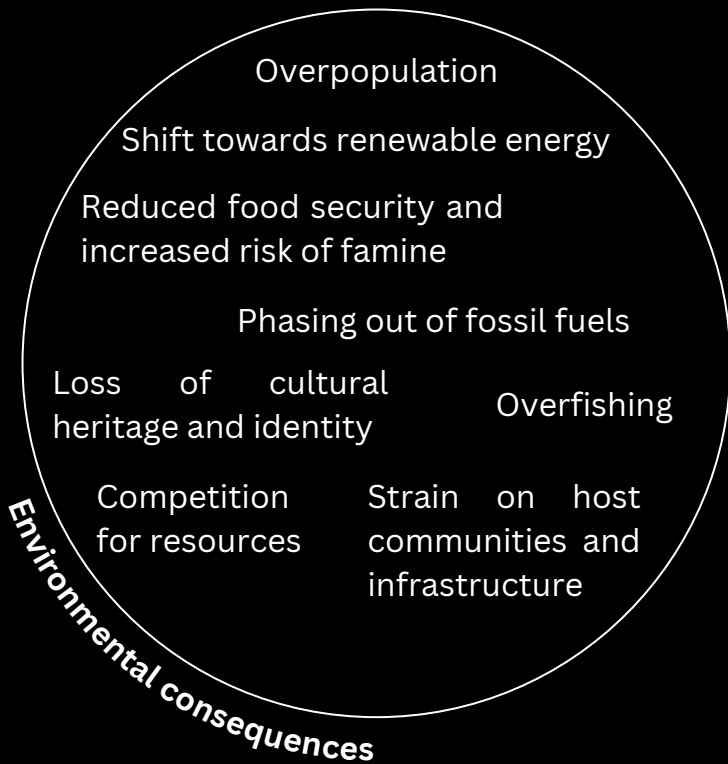 Overpopulation
Shift towards renewable energy
Reduced food security and
increased risk of famine
Phasing out of fossil fuels
Loss of cultural
heritage and identity
Overfishing
Competition
for resources
Strain on host
communities and
infrastructure
Environmental consequences